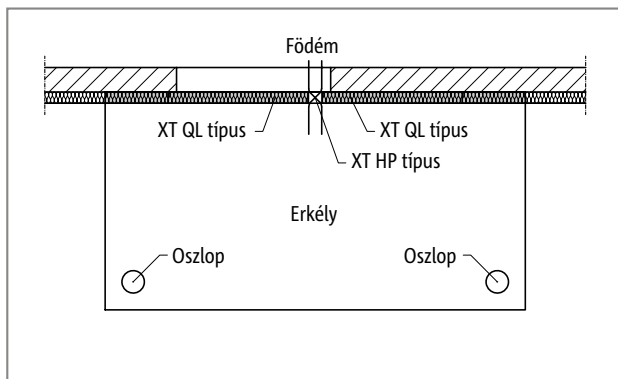 Födém
XT QL típus
XT QL típus
XT HP típus
Erkély
Oszlop
Oszlop